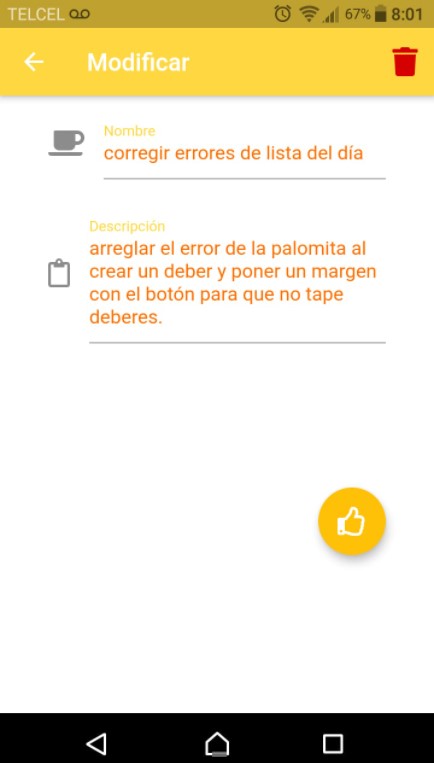 TELCEL 67% 8:01
Modificar
Nombre
corregir errores de lista del día
Descripción
arreglar el error de la palomita al
crear un deber y poner un margen
con el botón para que no tape
deberes.